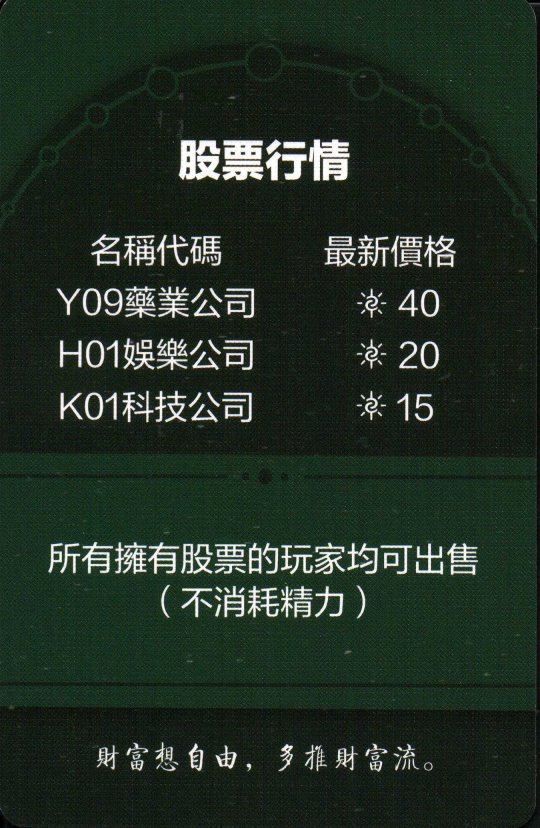 股票行情
名稱代碼 最新價格
Y09藥業公司 40
H01娛樂公司 20
K01科技公司 15
所有擁有股票的玩家均可出售
（不消耗精力）
財富想自由，多推財富流。